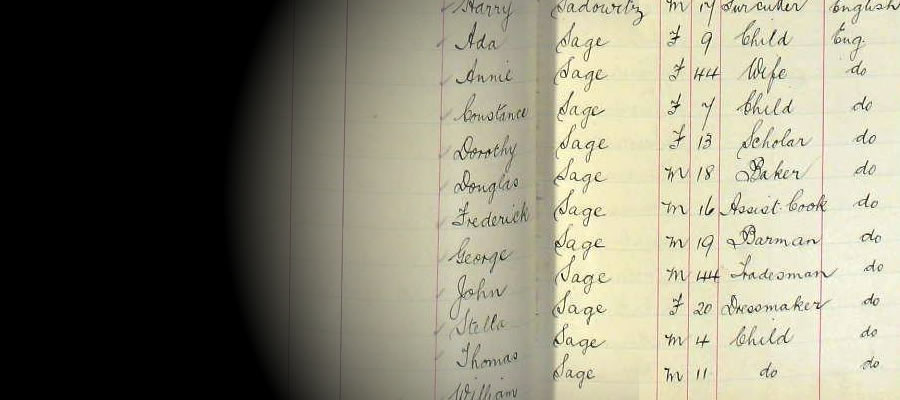 Harry Sadowitz M 17 Furcutter English
Ada Sage F 9 Child Eng.
Annie Sage F 44 Wife do
Constance Sage F 7 Child do
Dorothy Sage F 13 Scholar do
Douglas Sage M 18 Baker do
Frederick Sage M 16 Assist. Cook do
George Sage M 19 Barman do
John Sage M 44 Tradesman do
Stella Sage F 20 Dressmaker do
Thomas Sage M 4 Child do
William Sage M 11 do do